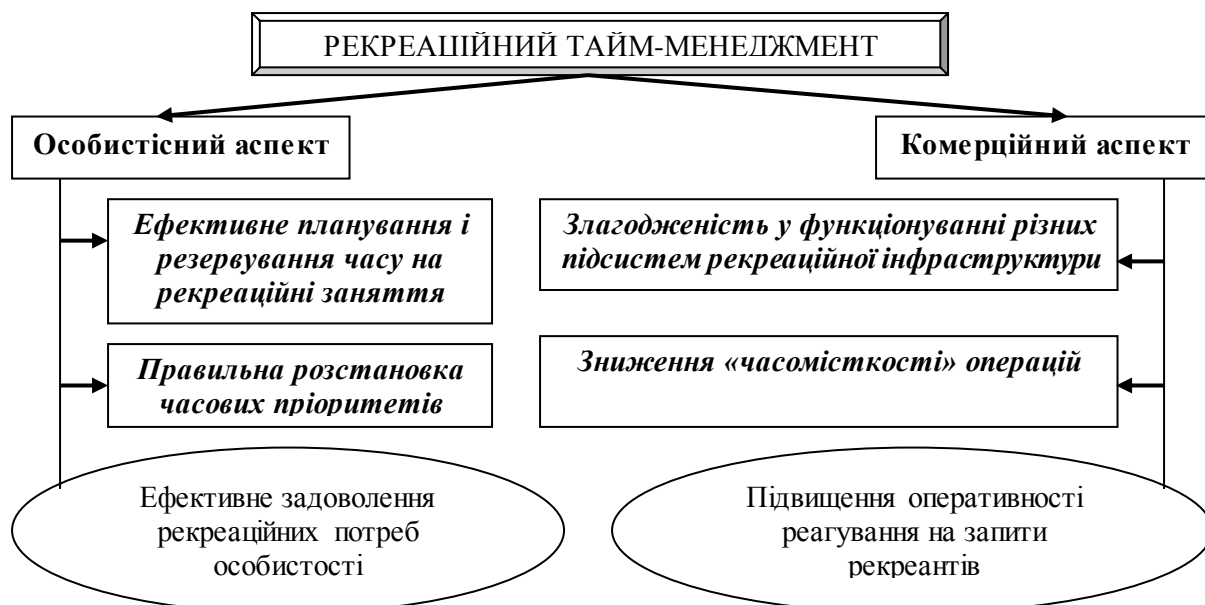 РЕКРЕАЦІЙНИЙ ТАЙМ-МЕНЕДЖМЕНТ
Особистісний аспект
Комерційний аспект
Ефективне планування і
резервування часу на
рекреаційні заняття
Злагодженість у функціонуванні різних
підсистем рекреаційної інфраструктури
Правильна розстановка
часових пріоритетів
Зниження «часомісткості» операцій
Ефективне задоволення
рекреаційних потреб
особистості
Підвищення оперативності
реагування на запити
рекреантів